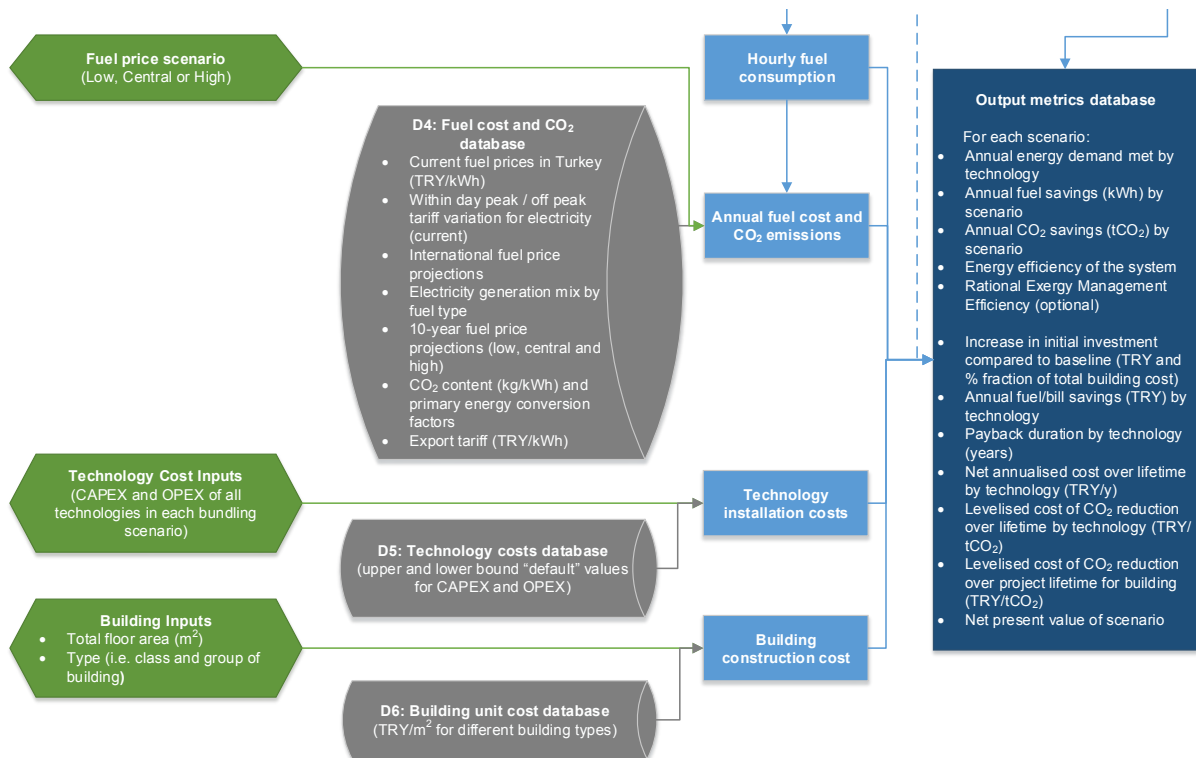 Fuel price scenario
(Low, Central or High)
Hourly fuel
consumption
D4: Fuel cost and CO₂
database
• Current fuel prices in Turkey
(TRY/kWh)
• Within day peak / off peak
tariff variation for electricity
(current)
• International fuel price
projections
• Electricity generation mix by
fuel type
• 10-year fuel price
projections (low, central and
high)
• CO₂ content (kg/kWh) and
primary energy conversion
factors
• Export tariff (TRY/kWh)
Annual fuel cost and
CO₂ emissions
Technology Cost Inputs
(CAPEX and OPEX of all
technologies in each bundling
scenario)
Technology
installation costs
D5: Technology costs database
(upper and lower bound “default” values
for CAPEX and OPEX)
Building Inputs
• Total floor area (m²)
• Type (i.e. class and group of
building)
Building
construction cost
D6: Building unit cost database
(TRY/m² for different building types)
Output metrics database
For each scenario:
• Annual energy demand met by
technology
• Annual fuel savings (kWh) by
scenario
• Annual CO₂ savings (tCO₂) by
scenario
• Energy efficiency of the system
• Rational Exergy Management
Efficiency (optional)
• Increase in initial investment
compared to baseline (TRY and
% fraction of total building cost)
• Annual fuel/bill savings (TRY) by
technology
• Payback duration by technology
(years)
• Net annualised cost over lifetime
by technology (TRY/y)
• Levelised cost of CO₂ reduction
over lifetime by technology (TRY/
tCO₂)
• Levelised cost of CO₂ reduction
over project lifetime for building
(TRY/tCO₂)
• Net present value of scenario